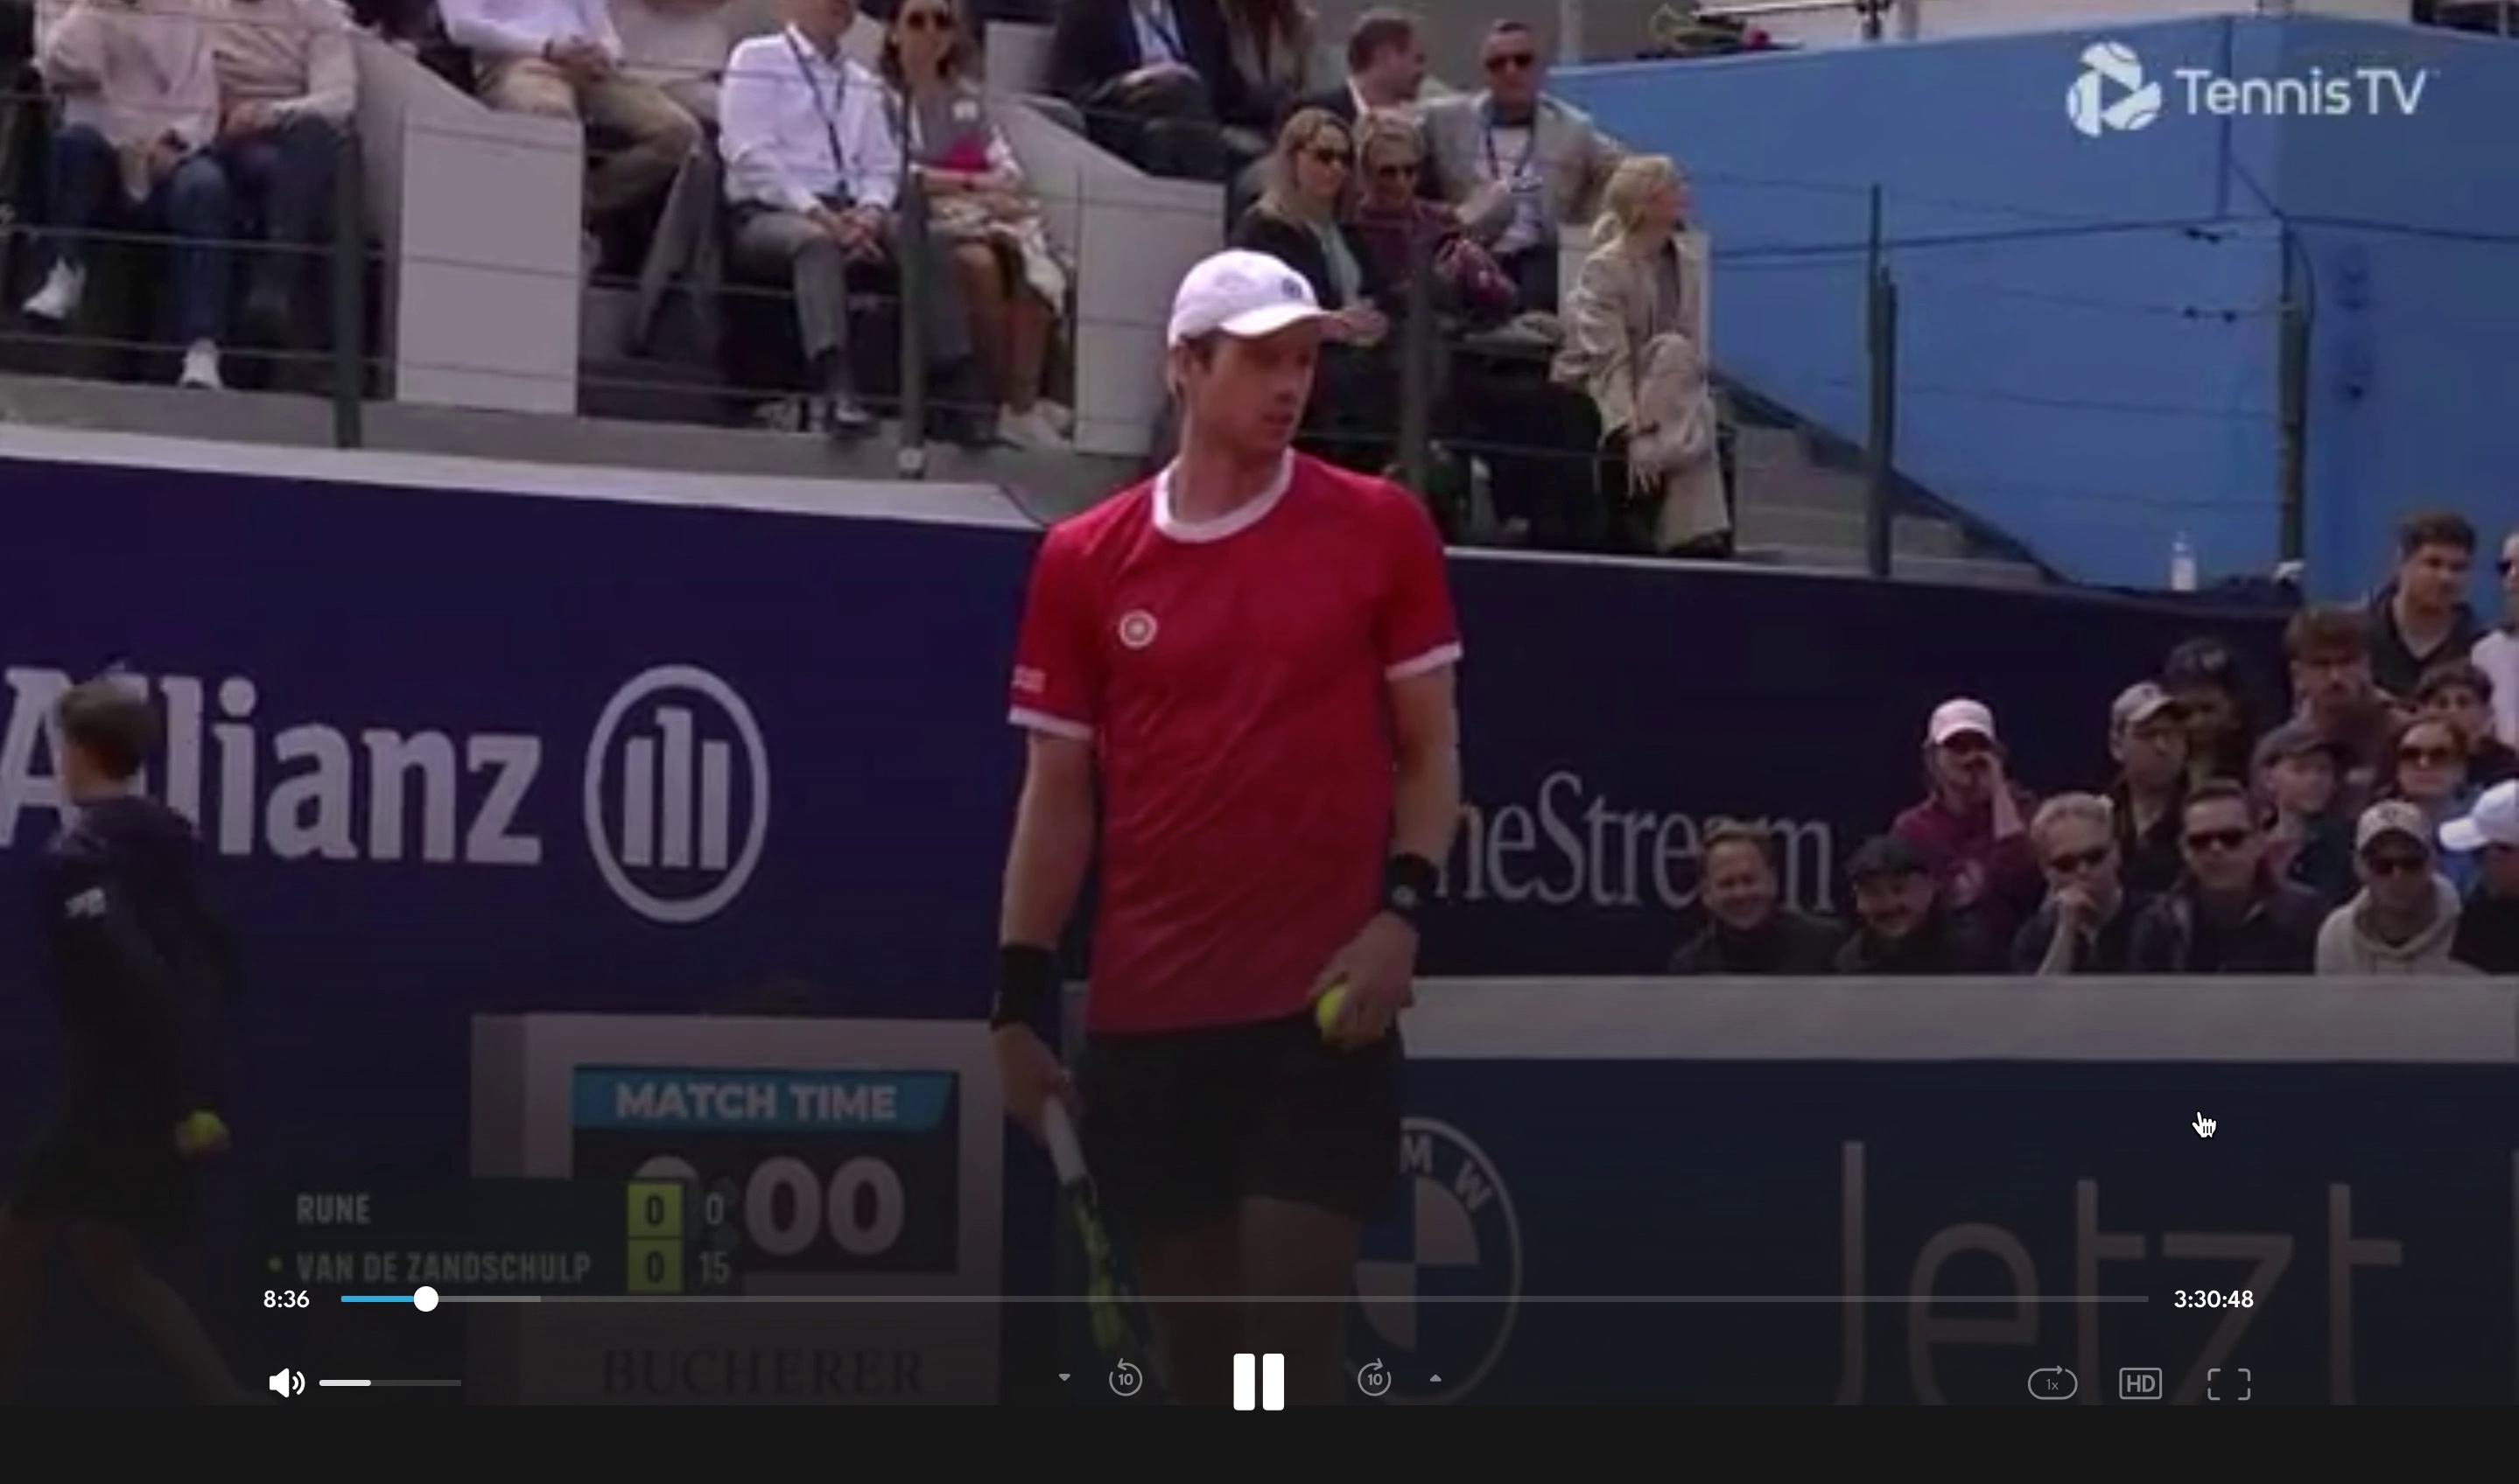 TennisTV
Allianz
neStream
MATCH TIME
00
RUNE 0 0
• VAN DE ZANDSCHULP 0 15
M W
Jetzt
8:36
3:30:48
BUCHERER
10
10
1x
HD